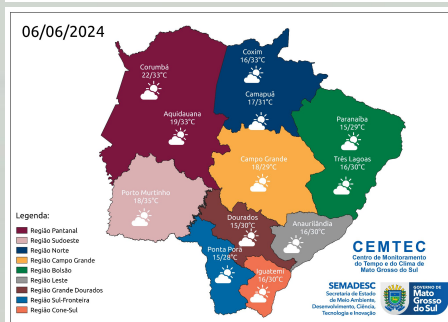 06/06/2024
Corumbá
22/33°C
Aquidauana
19/33°C
Coxim
16/33°C
Camapuã
17/31°C
Paranaíba
15/29°C
Três Lagoas
16/30°C
Campo Grande
18/29°C
Porto Murtinho
18/35°C
Dourados
15/30°C
Anaurilândia
16/30°C
Ponta Porã
15/28°C
Iguatemi
16/30°C
Legenda:
Região Pantanal
Região Sudoeste
Região Norte
Região Campo Grande
Região Bolsão
Região Leste
Região Grande Dourados
Região Sul-Fronteira
Região Cone-Sul
CEMTEC
Centro de Monitoramento
do Tempo e do Clima de
Mato Grosso do Sul
SEMADESC
Secretaria de Estado
de Meio Ambiente,
Desenvolvimento, Ciência,
Tecnologia e Inovação
GOVERNO DE
Mato
Grosso
do Sul